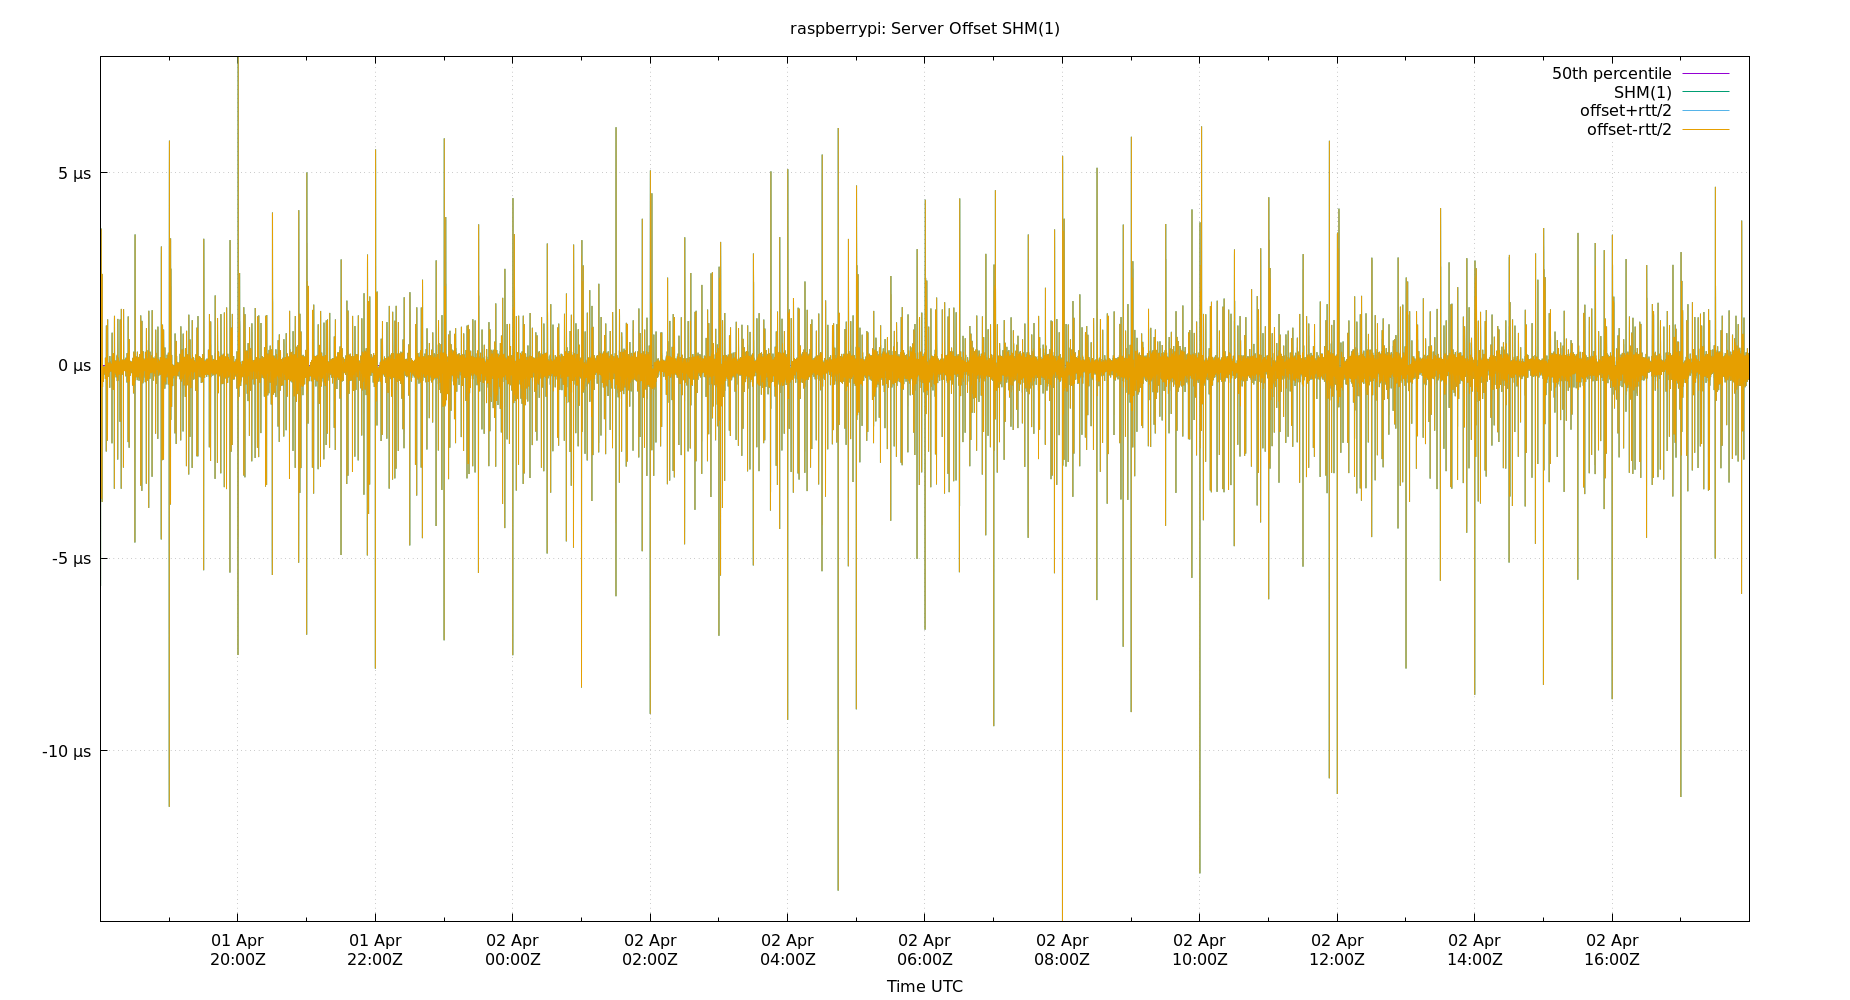 raspberrypi: Server Offset SHM(1)
50th percentile
SHM(1)
offset+rtt/2
offset-rtt/2
5 µs
0 µs
-5 µs
-10 µs
01 Apr 01 Apr 02 Apr 02 Apr 02 Apr 02 Apr 02 Apr 02 Apr 02 Apr 02 Apr 02 Apr
20:00Z 22:00Z 00:00Z 02:00Z 04:00Z 06:00Z 08:00Z 10:00Z 12:00Z 14:00Z 16:00Z
Time UTC